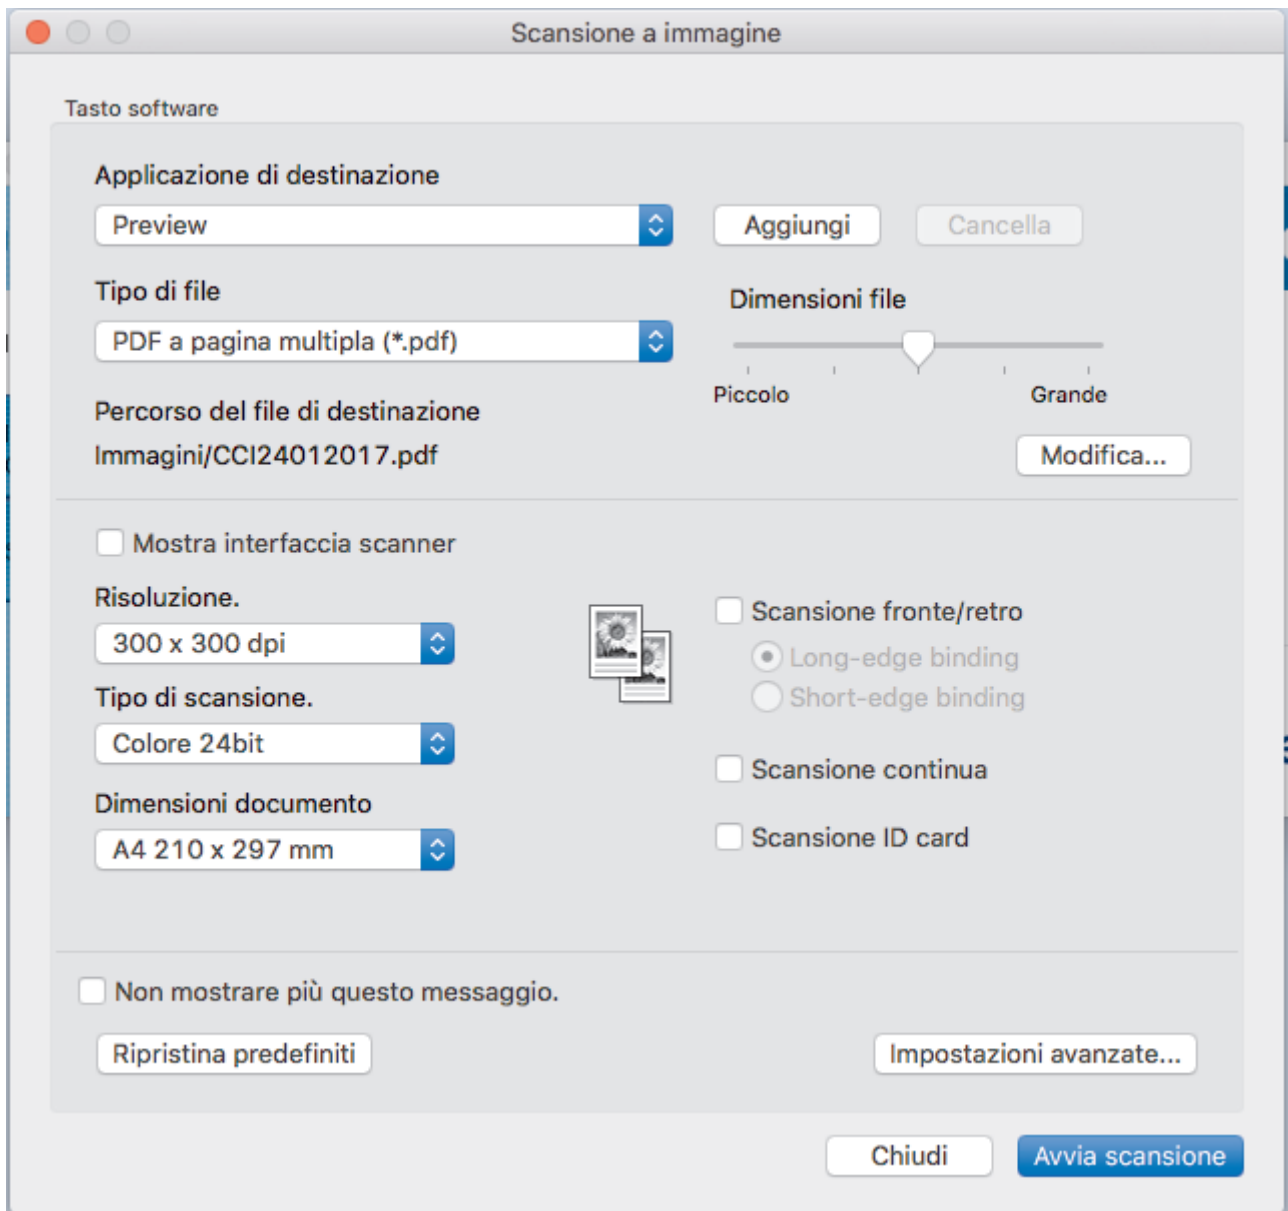 Scansione a immagine
Tasto software
Applicazione di destinazione
Preview
Aggiungi
Cancella
Tipo di file
Dimensioni file
PDF a pagina multipla (*.pdf)
Piccolo
Grande
Percorso del file di destinazione
Immagini/CCI24012017.pdf
Modifica...
Mostra interfaccia scanner
Risoluzione.
300 x 300 dpi
Tipo di scansione.
Colore 24bit
Dimensioni documento
A4 210 x 297 mm
Scansione fronte/retro
Long-edge binding
Short-edge binding
Scansione continua
Scansione ID card
Non mostrare più questo messaggio.
Ripristina predefiniti
Impostazioni avanzate...
Chiudi
Avvia scansione